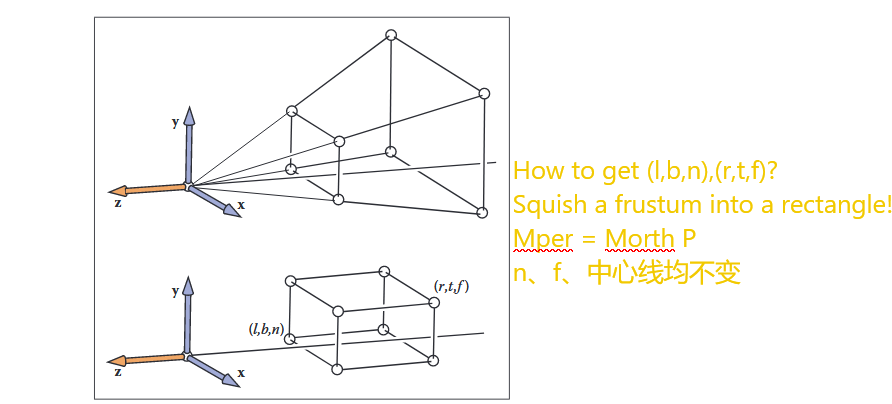 y
z
x
How to get (l,b,n),(r,t,f)?
Squish a frustum into a rectangle!
Mper = Morth P
n、f、中心线均不变
y
(r,t,f)
(l,b,n)
z
x